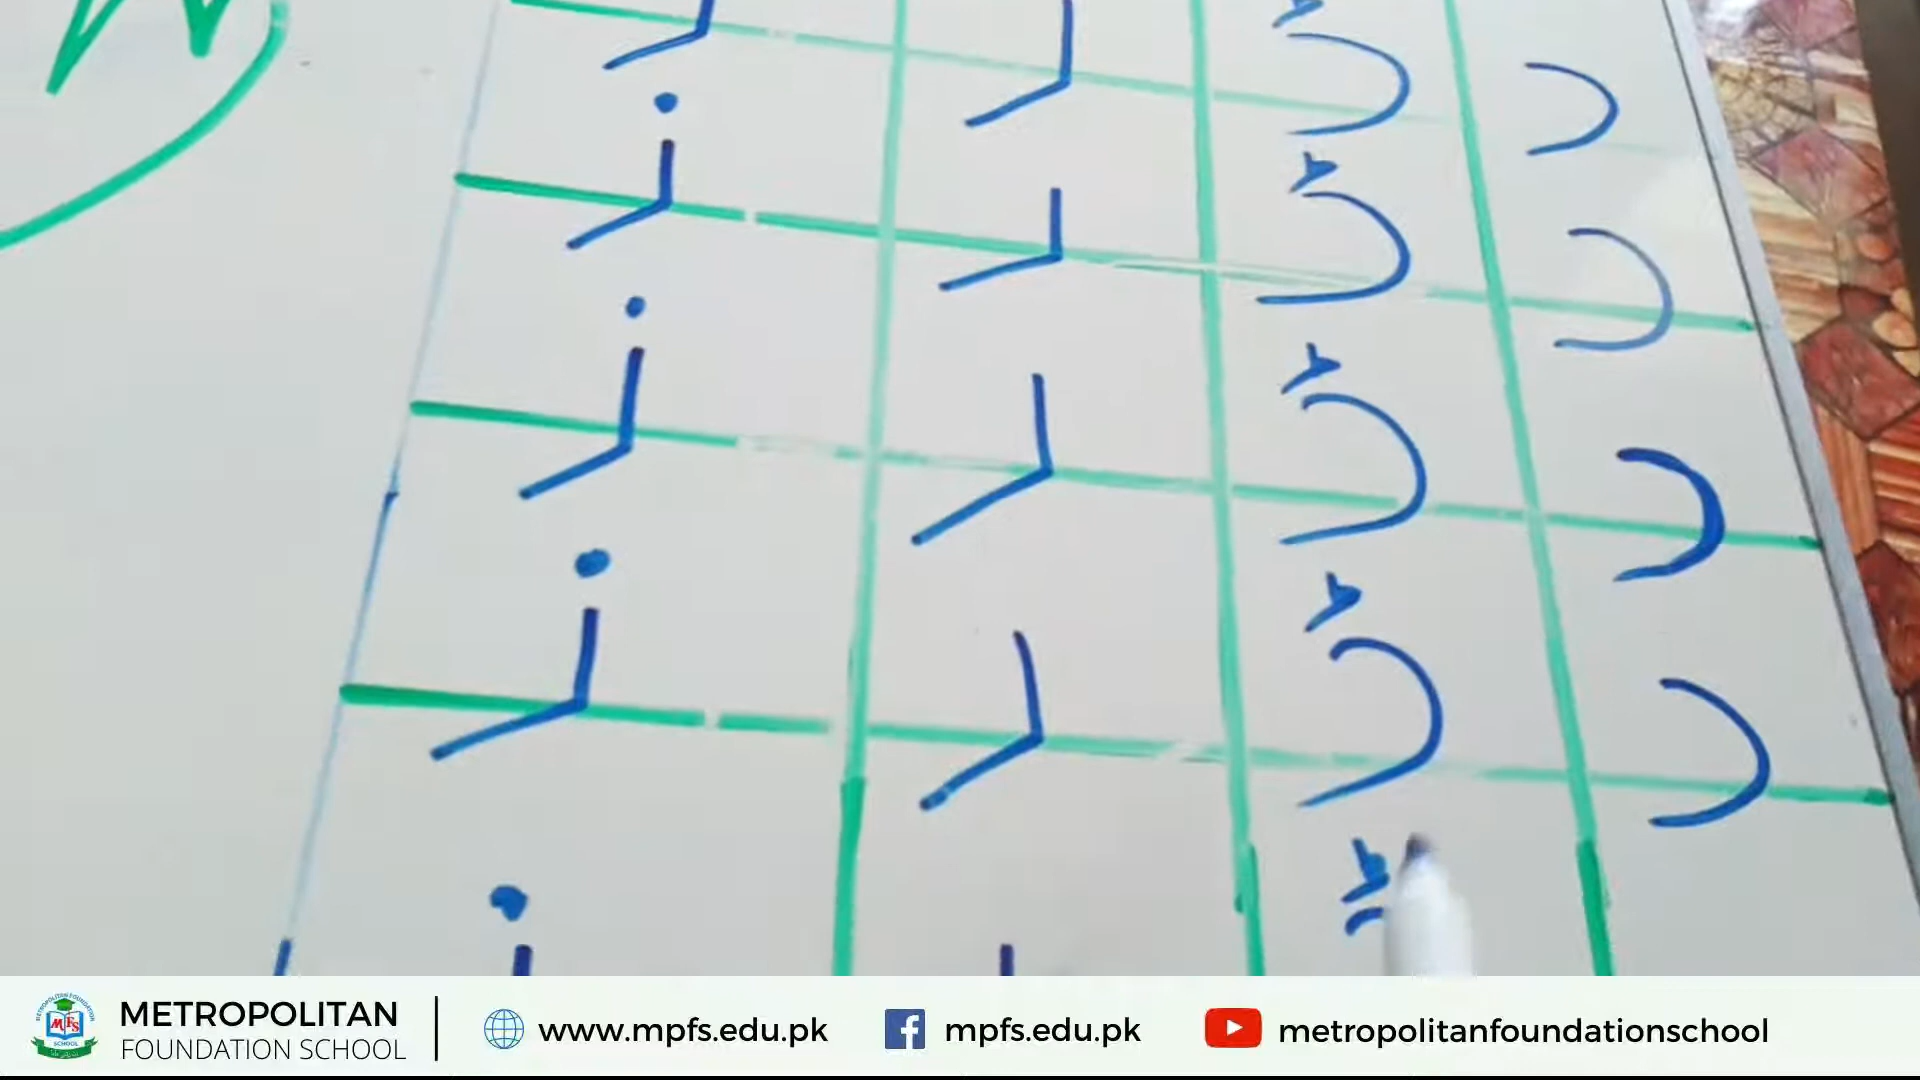 د ڈ ر ز
د ڈ ر ز
د ڈ ر ز
د ڈ ر ز
METROPOLITAN
FOUNDATION SCHOOL
www.mpfs.edu.pk
mpfs.edu.pk
metropolitanfoundationschool